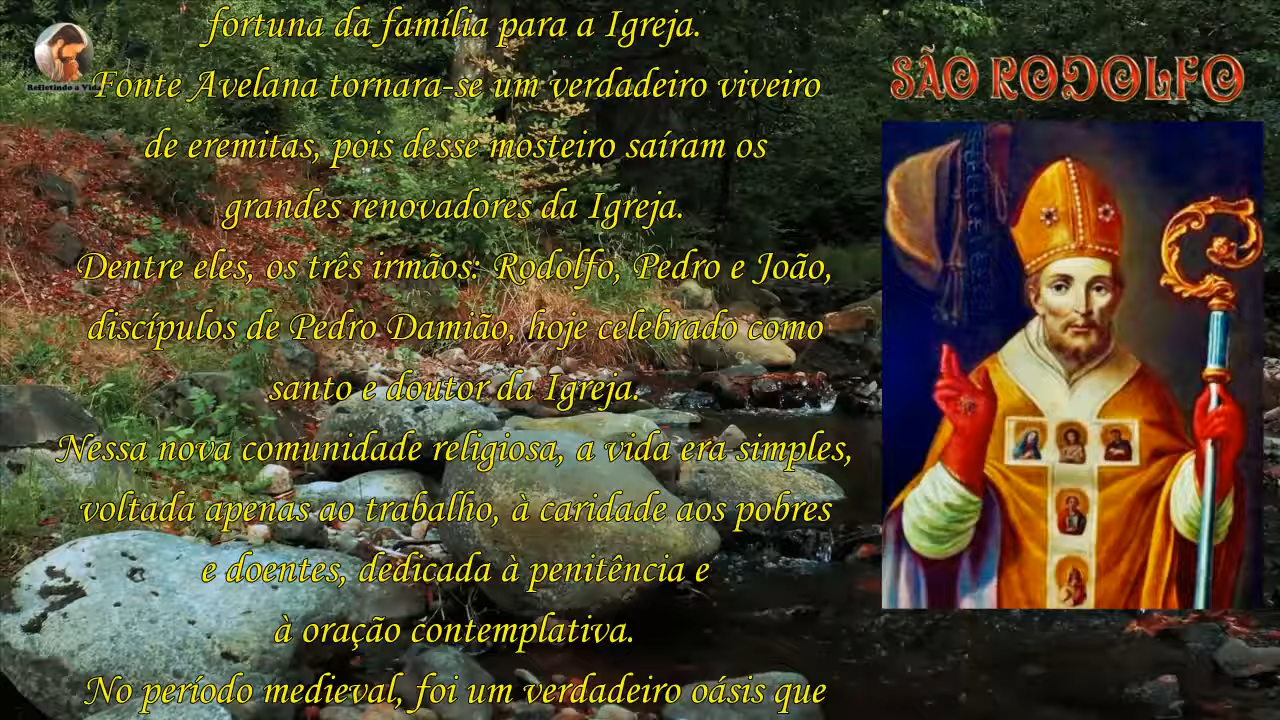 fortuna da família para a Igreja.
Fonte Avelana tornara-se um verdadeiro viveiro
de eremitas, pois desse mosteiro saíram os
grandes renovadores da Igreja.
Dentre eles, os três irmãos: Rodolfo, Pedro e João,
discípulos de Pedro Damião, hoje celebrado como
santo e doutor da Igreja.
Nessa nova comunidade religiosa, a vida era simples,
voltada apenas ao trabalho, à caridade aos pobres
e doentes, dedicada à penitência e
à oração contemplativa.
No período medieval, foi um verdadeiro oásis que
Refletindo a Vida
SÃO RODOLFO